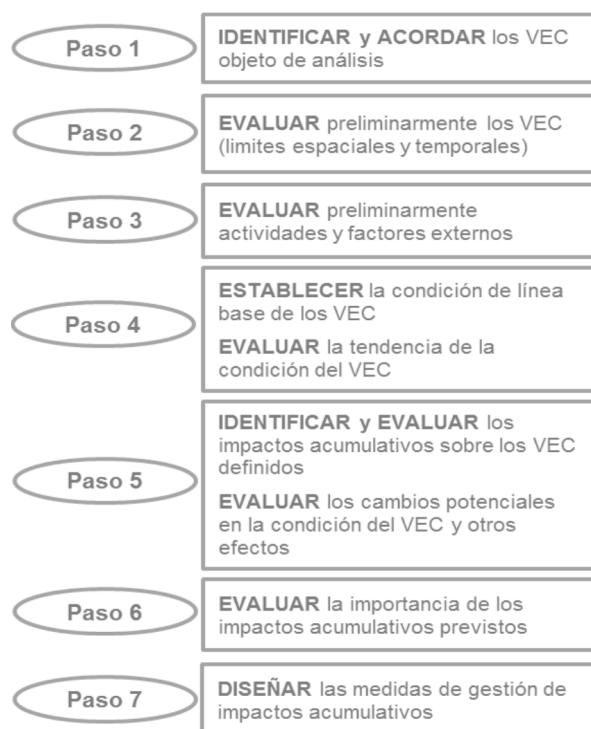 Paso 1
IDENTIFICAR y ACORDAR los VEC
objeto de análisis
Paso 2
EVALUAR preliminarmente los VEC
(limites espaciales y temporales)
Paso 3
EVALUAR preliminarmente
actividades y factores externos
Paso 4
ESTABLECER la condición de línea
base de los VEC
EVALUAR la tendencia de la
condición del VEC
Paso 5
IDENTIFICAR y EVALUAR los
impactos acumulativos sobre los VEC
definidos
EVALUAR los cambios potenciales
en la condición del VEC y otros
efectos
Paso 6
EVALUAR la importancia de los
impactos acumulativos previstos
Paso 7
DISEÑAR las medidas de gestión de
impactos acumulativos